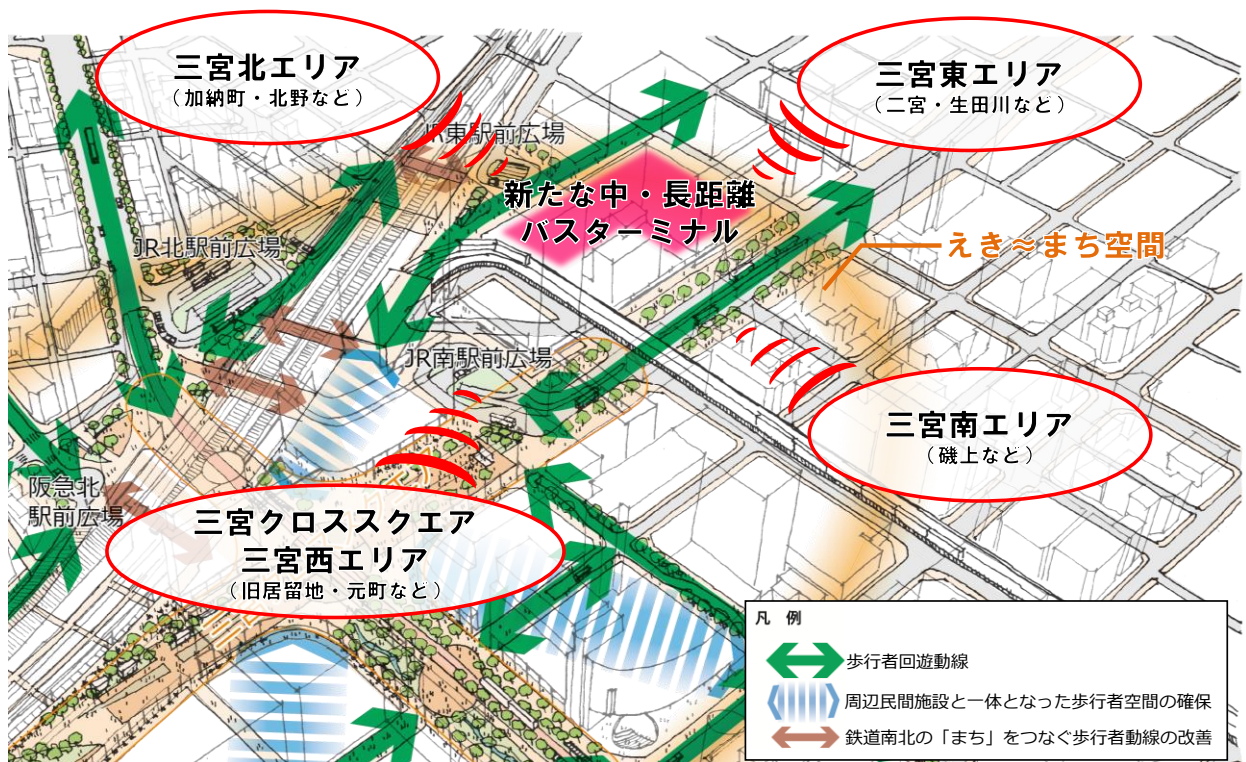 三宮北エリア
（加納町・北野など）
三宮東エリア
（二宮・生田川など）
JR東駅前広場
新たな中・長距離
バスターミナル
JR北駅前広場
えき≈まち空間
JR南駅前広場
三宮南エリア
（磯上など）
阪急北
駅前広場
三宮クロススクエア
三宮西エリア
（旧居留地・元町など）
凡 例
歩行者回遊動線
周辺民間施設と一体となった歩行者空間の確保
鉄道南北の「まち」をつなぐ歩行者動線の改善